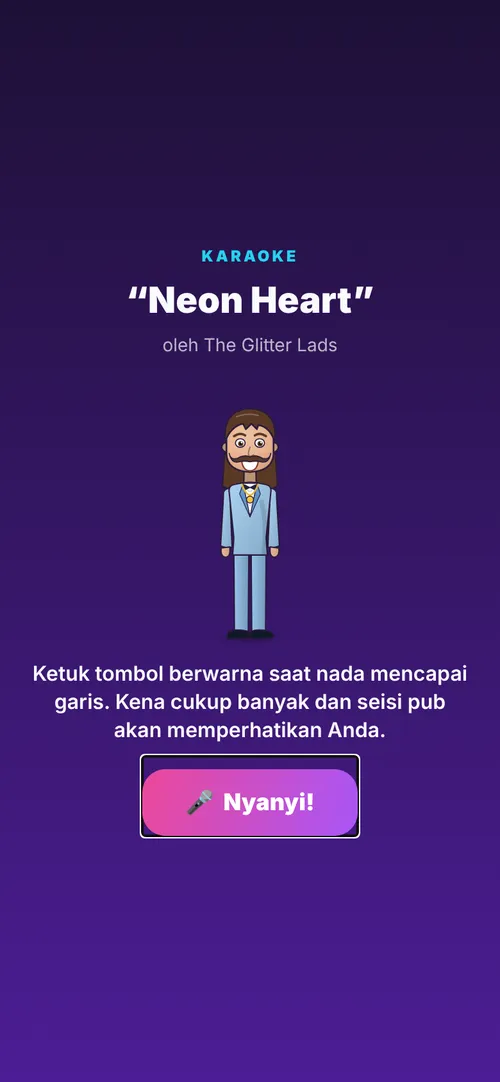 KARAOKE
“Neon Heart”
oleh The Glitter Lads
Ketuk tombol berwarna saat nada mencapai
garis. Kena cukup banyak dan seisi pub
akan memperhatikan Anda.
🎤 Nyanyi!